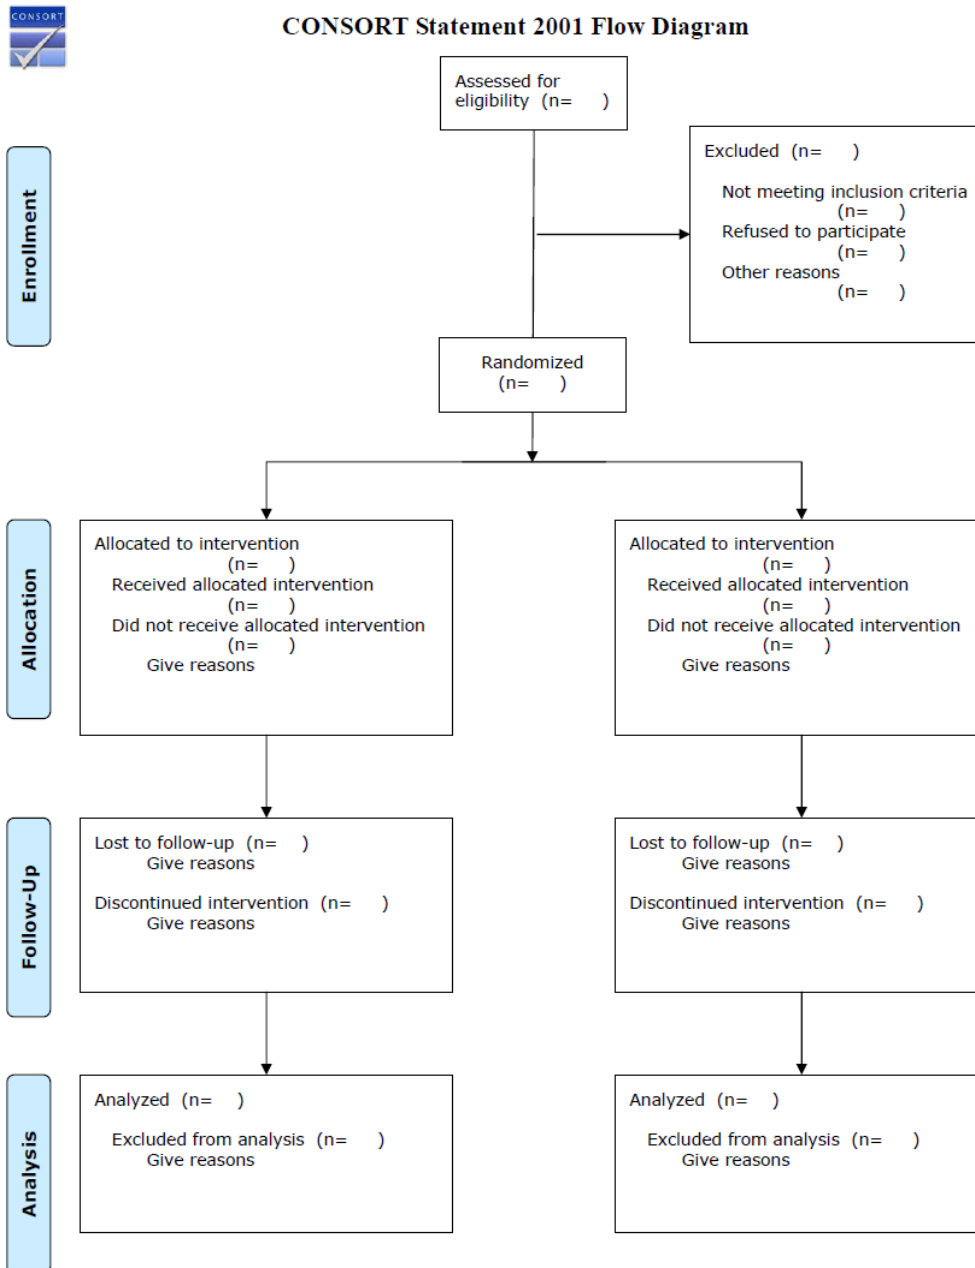 CONSORT
CONSORT Statement 2001 Flow Diagram
Assessed for
eligibility (n=    )
Enrollment
Excluded (n=    )
Not meeting inclusion criteria
(n=    )
Refused to participate
(n=    )
Other reasons
(n=    )
Randomized
(n=    )
Allocation
Allocated to intervention
(n=    )
Received allocated intervention
(n=    )
Did not receive allocated intervention
(n=    )
Give reasons
Allocated to intervention
(n=    )
Received allocated intervention
(n=    )
Did not receive allocated intervention
(n=    )
Give reasons
Follow-Up
Lost to follow-up (n=    )
Give reasons
Discontinued intervention (n=    )
Give reasons
Lost to follow-up (n=    )
Give reasons
Discontinued intervention (n=    )
Give reasons
Analysis
Analyzed (n=    )
Excluded from analysis (n=    )
Give reasons
Analyzed (n=    )
Excluded from analysis (n=    )
Give reasons